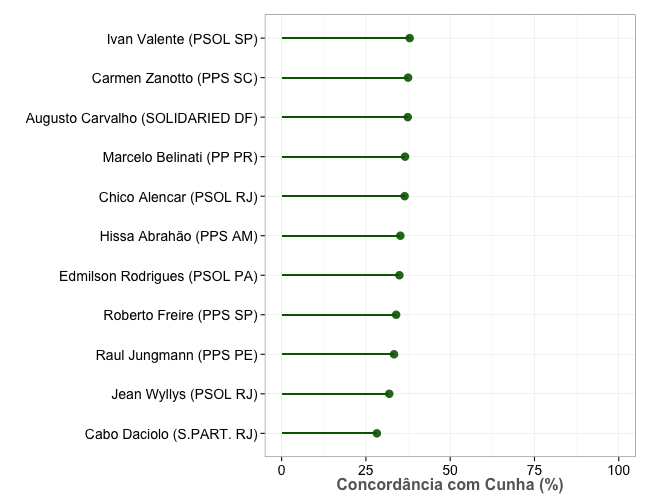 Ivan Valente (PSOL SP)
Carmen Zanotto (PPS SC)
Augusto Carvalho (SOLIDARIED DF)
Marcelo Belinati (PP PR)
Chico Alencar (PSOL RJ)
Hissa Abrahão (PPS AM)
Edmilson Rodrigues (PSOL PA)
Roberto Freire (PPS SP)
Raul Jungmann (PPS PE)
Jean Wyllys (PSOL RJ)
Cabo Daciolo (S.PART. RJ)
0 25 50 75 100
Concordância com Cunha (%)